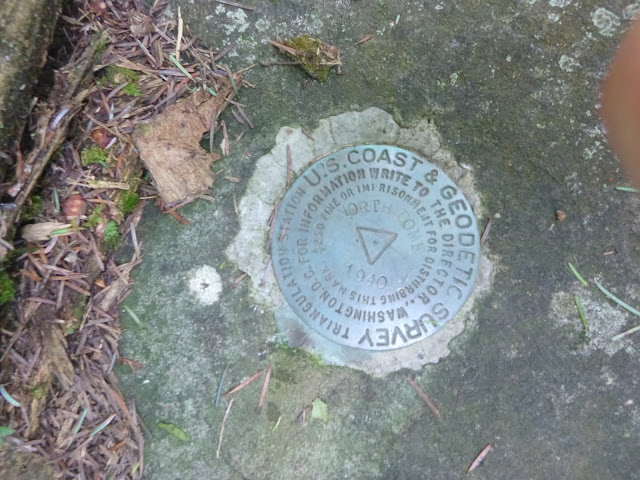 U.S. COAST & GEODETIC SURVEY
TRIANGULATION STATION
FOR INFORMATION WRITE TO THE DIRECTOR, WASHINGTON, D.C.
$250 FINE OR IMPRISONMENT FOR DISTURBING THIS MARK.
NORTH DOME
1940